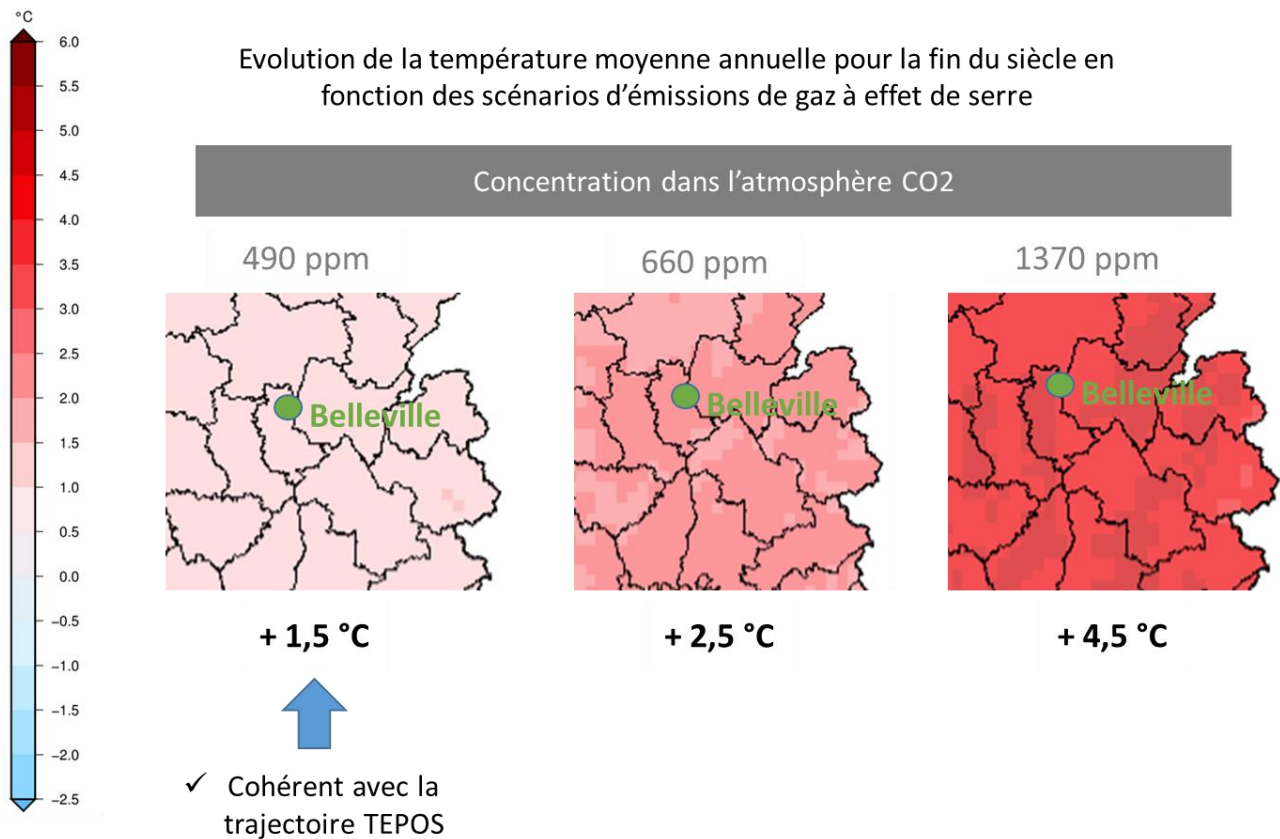 °C
6.0
5.5
5.0
4.5
4.0
3.5
3.0
2.5
2.0
1.5
1.0
0.5
0.0
−0.5
−1.0
−1.5
−2.0
−2.5
Evolution de la température moyenne annuelle pour la fin du siècle en
fonction des scénarios d’émissions de gaz à effet de serre
Concentration dans l’atmosphère CO2
490 ppm
660 ppm
1370 ppm
Belleville
Belleville
Belleville
+ 1,5 °C
+ 2,5 °C
+ 4,5 °C
✓ Cohérent avec la
trajectoire TEPOS